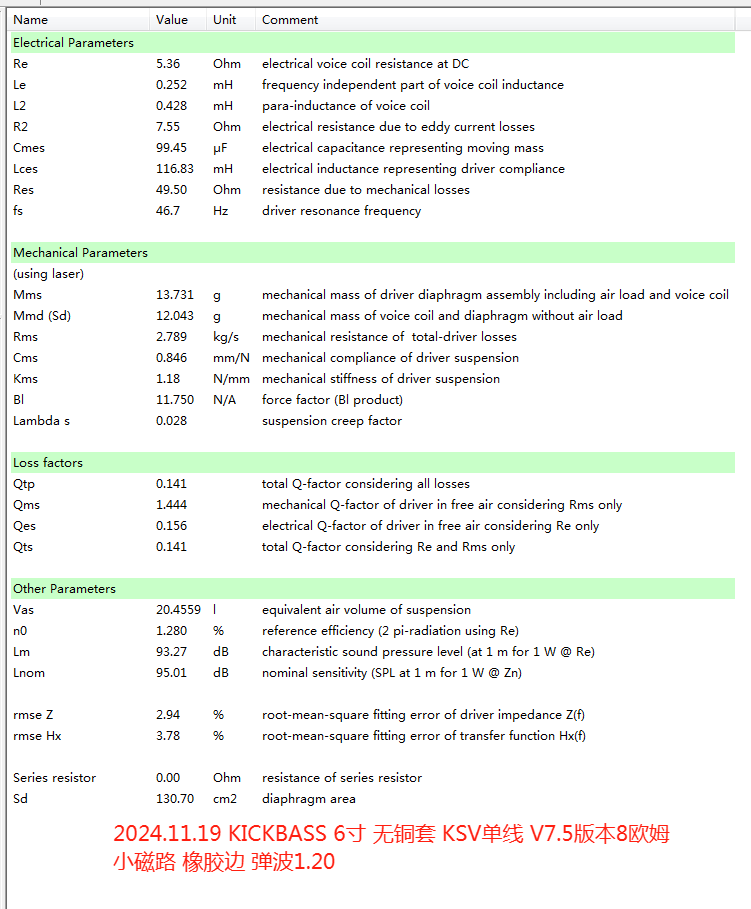 Name Value Unit Comment
Electrical Parameters
Re 5.36 Ohm electrical voice coil resistance at DC
Le 0.252 mH frequency independent part of voice coil inductance
L2 0.428 mH para-inductance of voice coil
R2 7.55 Ohm electrical resistance due to eddy current losses
Cmes 99.45 µF electrical capacitance representing moving mass
Lces 116.83 mH electrical inductance representing driver compliance
Res 49.50 Ohm resistance due to mechanical losses
fs 46.7 Hz driver resonance frequency
Mechanical Parameters
(using laser)
Mms 13.731 g mechanical mass of driver diaphragm assembly including air load and voice coil
Mmd (Sd) 12.043 g mechanical mass of voice coil and diaphragm without air load
Rms 2.789 kg/s mechanical resistance of total-driver losses
Cms 0.846 mm/N mechanical compliance of driver suspension
Kms 1.18 N/mm mechanical stiffness of driver suspension
Bl 11.750 N/A force factor (Bl product)
Lambda s 0.028 suspension creep factor
Loss factors
Qtp 0.141 total Q-factor considering all losses
Qms 1.444 mechanical Q-factor of driver in free air considering Rms only
Qes 0.156 electrical Q-factor of driver in free air considering Re only
Qts 0.141 total Q-factor considering Re and Rms only
Other Parameters
Vas 20.4559 l equivalent air volume of suspension
n0 1.280 % reference efficiency (2 pi-radiation using Re)
Lm 93.27 dB characteristic sound pressure level (at 1 m for 1 W @ Re)
Lnom 95.01 dB nominal sensitivity (SPL at 1 m for 1 W @ Zn)
rmse Z 2.94 % root-mean-square fitting error of driver impedance Z(f)
rmse Hx 3.78 % root-mean-square fitting error of transfer function Hx(f)
Series resistor 0.00 Ohm resistance of series resistor
Sd 130.70 cm2 diaphragm area
2024.11.19 KICKBASS 6寸 无铜套 KSV单线 V7.5版本8欧姆
小磁路 橡胶边 弹波1.20